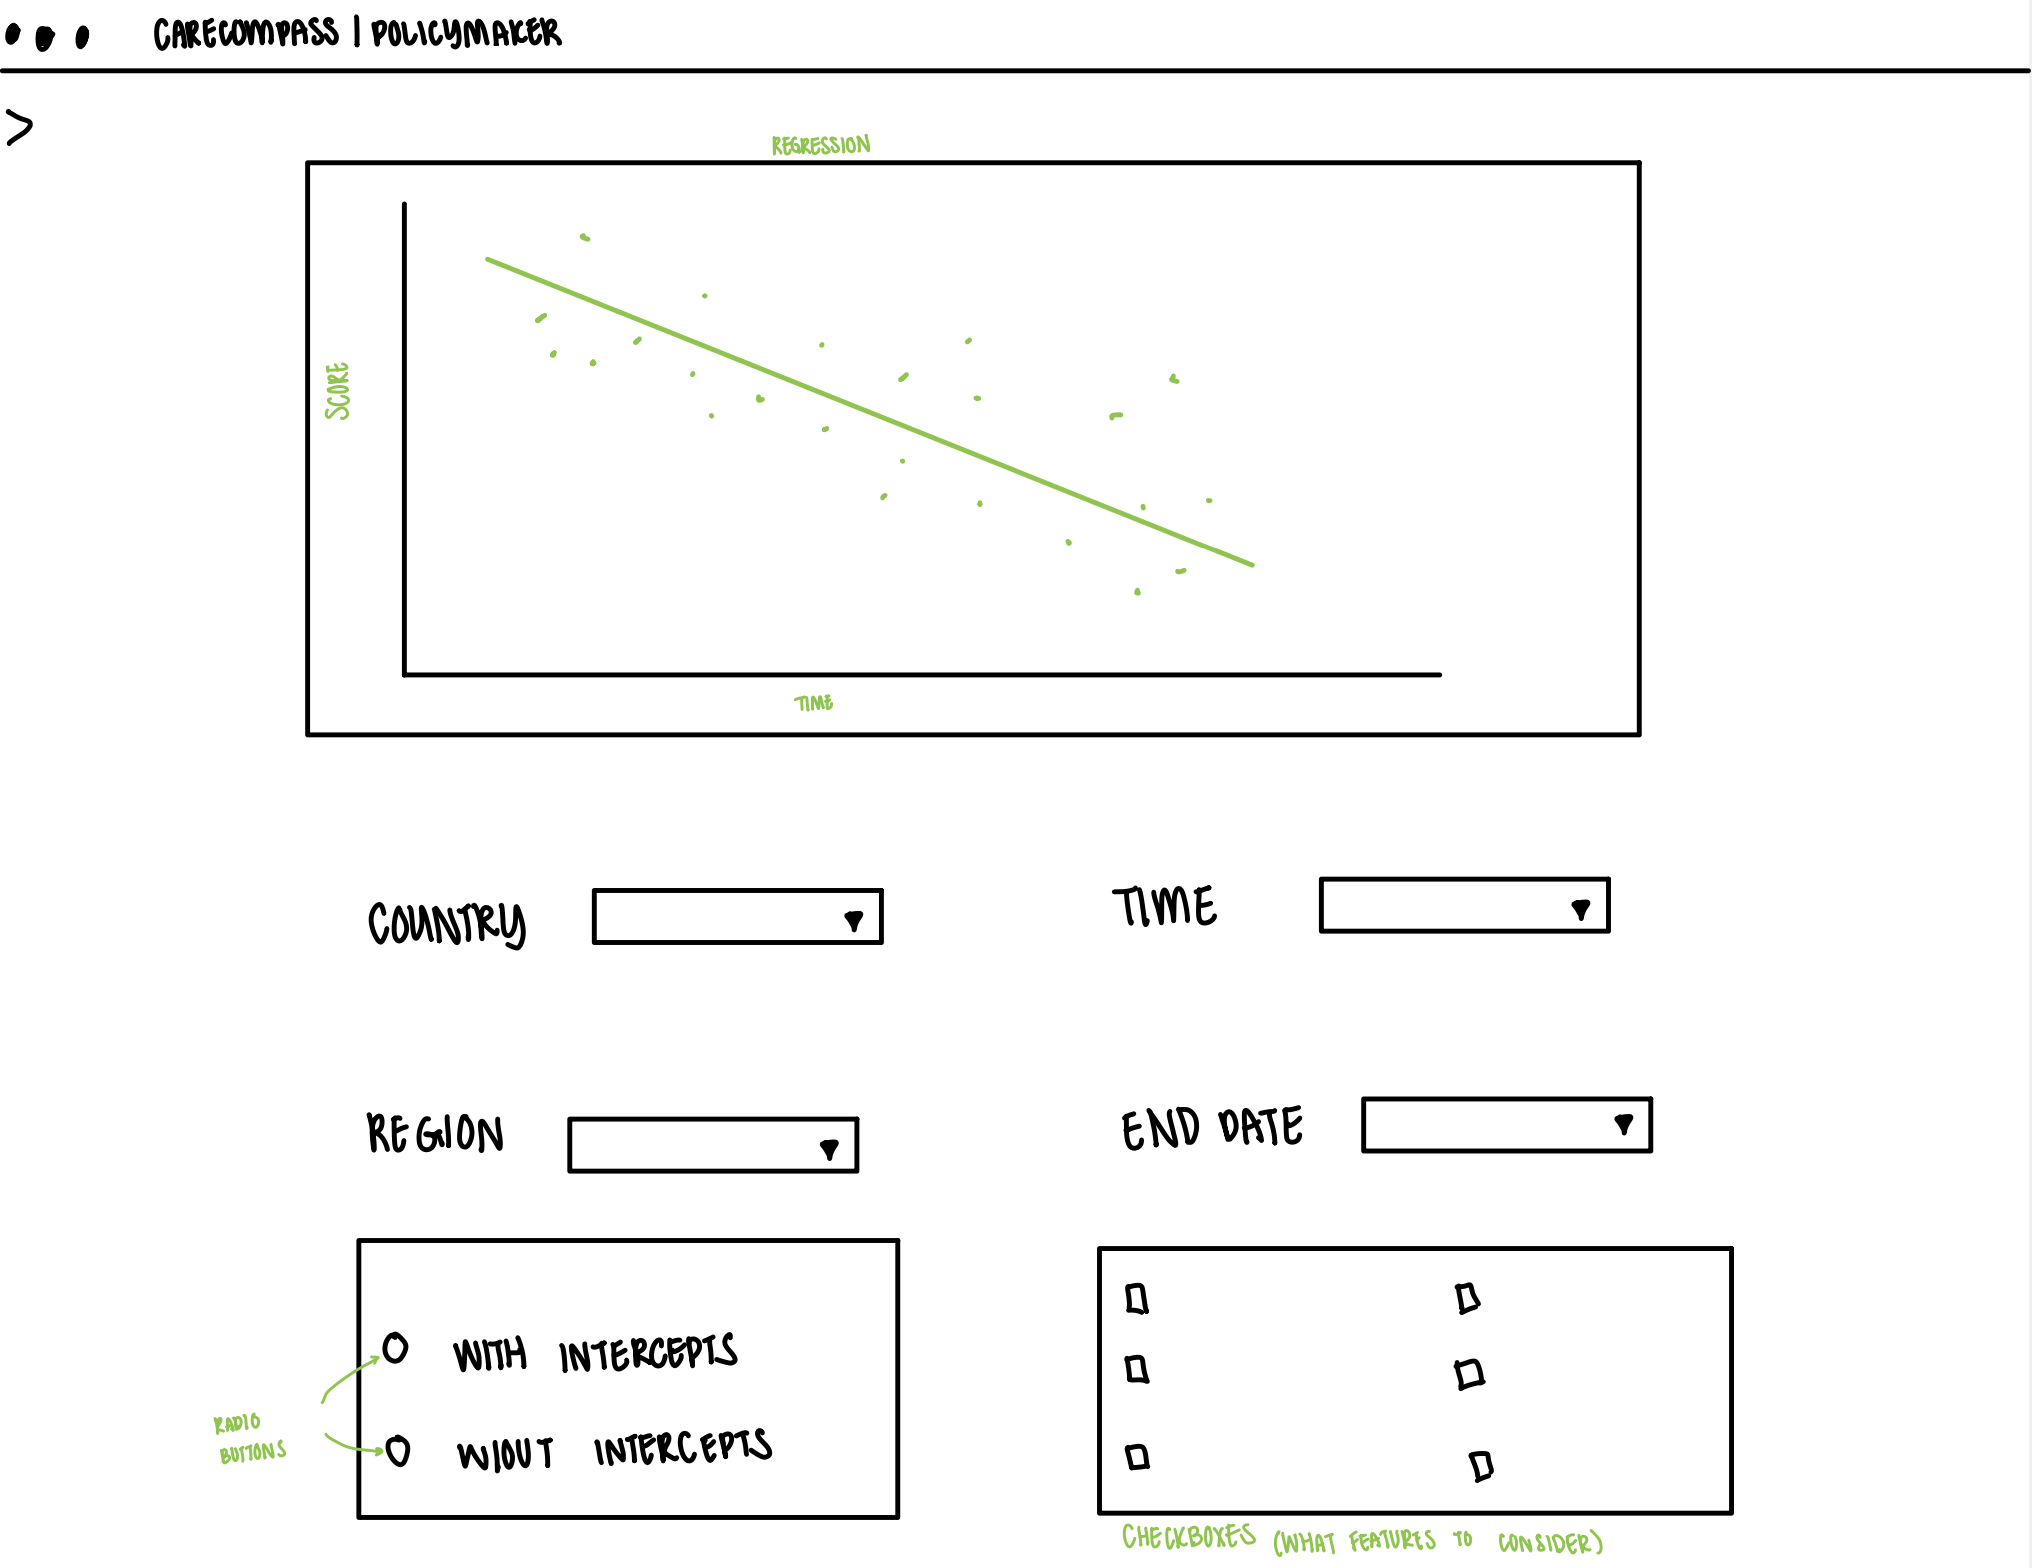 CARECOMPASS | POLICYMAKER
>
REGRESSION
SCORE
TIME
COUNTRY
TIME
REGION
END DATE
WITH INTERCEPTS
W/OUT INTERCEPTS
RADIO
BUTTONS
CHECKBOXES (WHAT FEATURES TO CONSIDER)